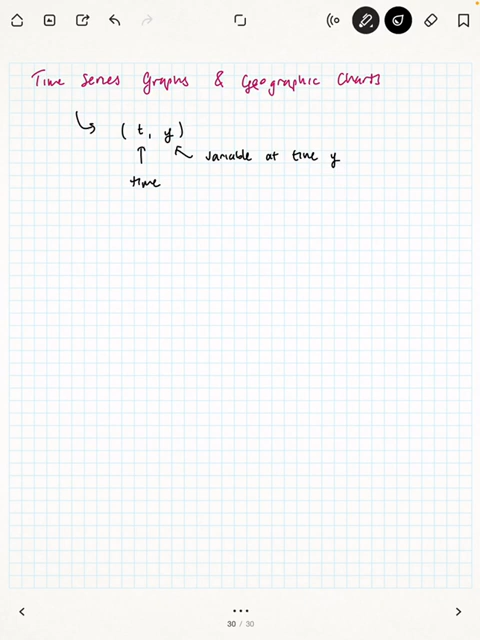 Time Series Graphs & Geographic Charts
(t, y)
variable at time y
time
30 / 30